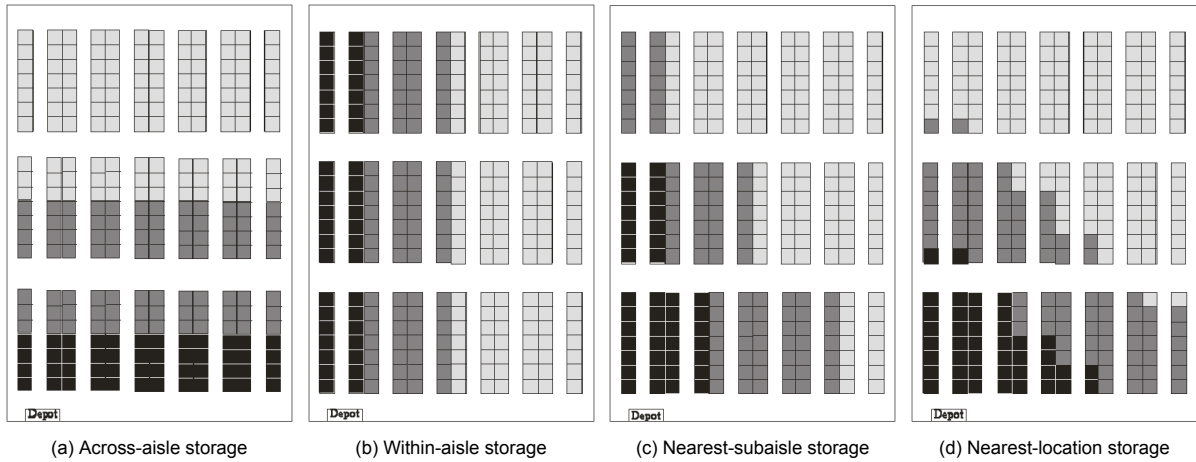 Depot Depot Depot Depot
(a) Across-aisle storage (b) Within-aisle storage (c) Nearest-subaisle storage (d) Nearest-location storage